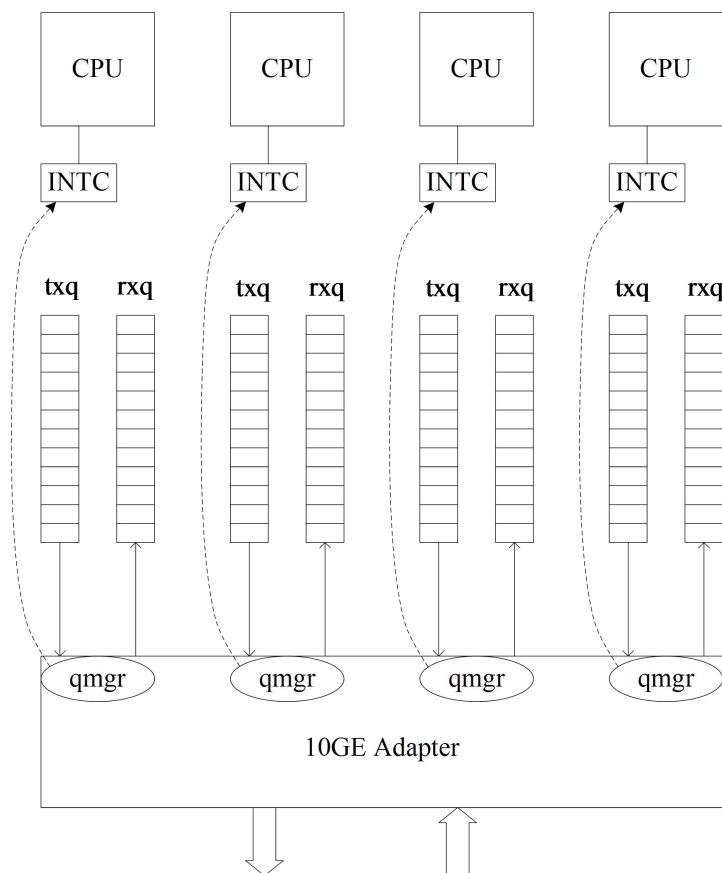 CPU CPU CPU CPU
INTC INTC INTC INTC
txq rxq txq rxq txq rxq txq rxq
qmgr qmgr qmgr qmgr
10GE Adapter